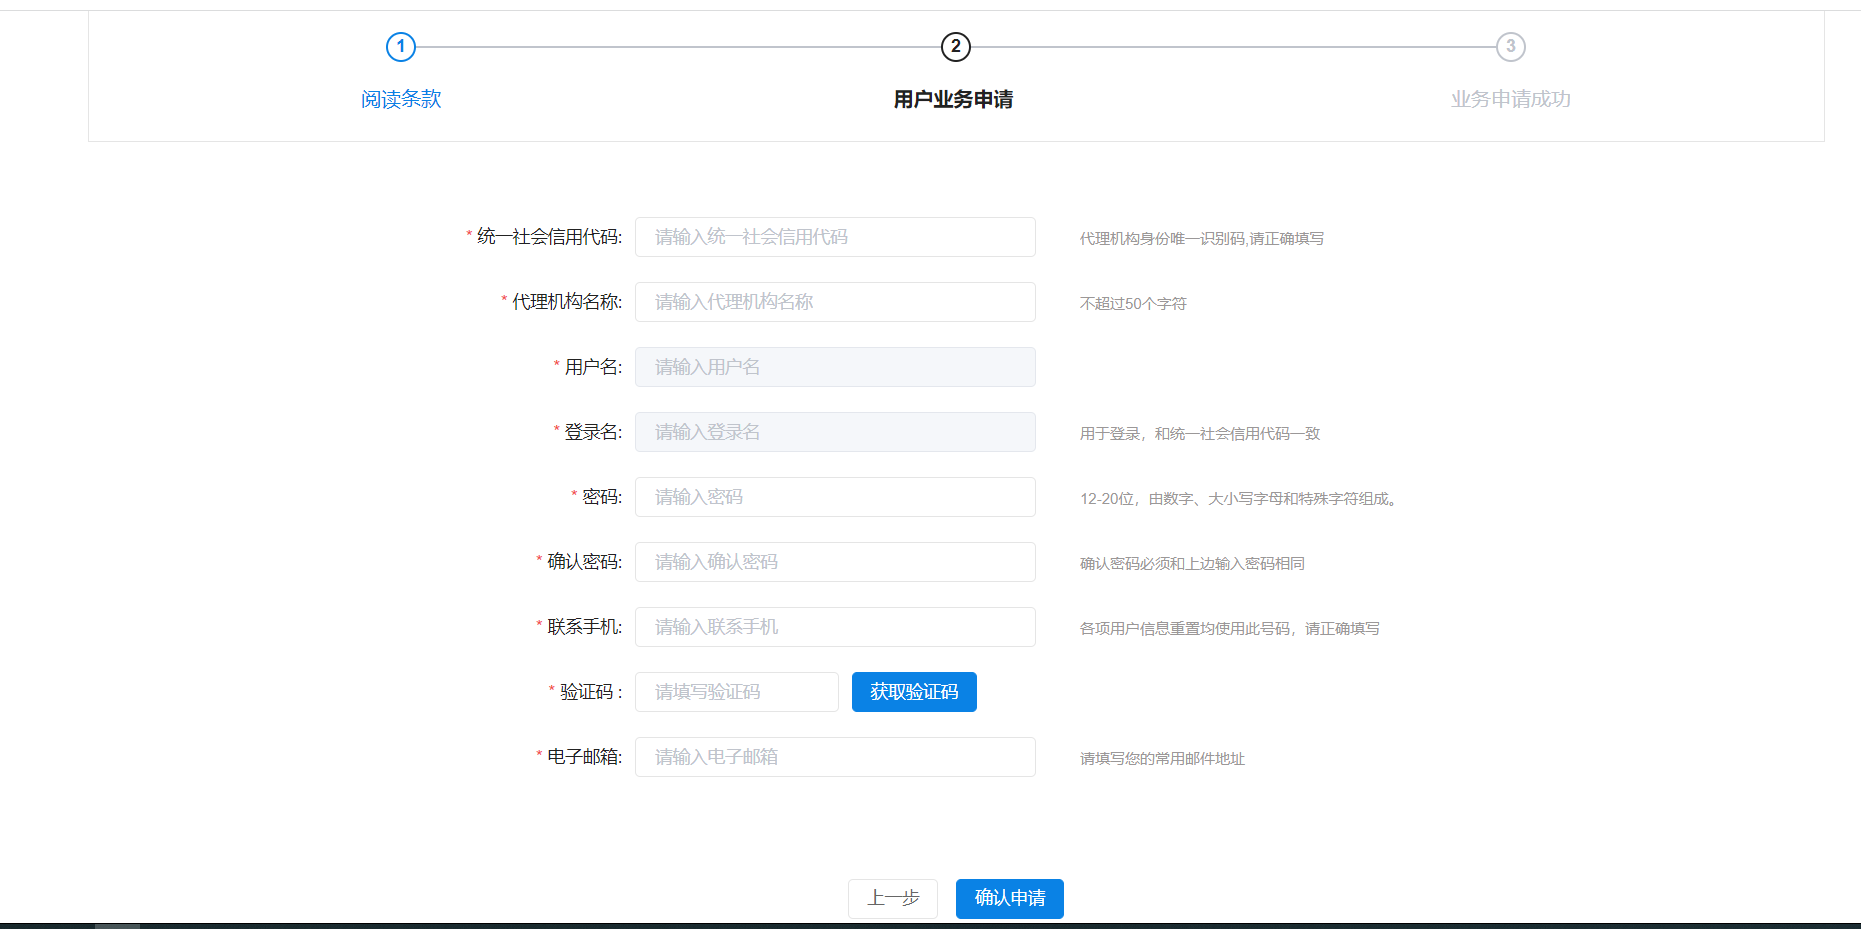 1 2 3
阅读条款 用户业务申请 业务申请成功
* 统一社会信用代码: 请输入统一社会信用代码 代理机构身份唯一识别码,请正确填写
* 代理机构名称: 请输入代理机构名称 不超过50个字符
* 用户名: 请输入用户名
* 登录名: 请输入登录名 用于登录，和统一社会信用代码一致
* 密码: 请输入密码 12-20位，由数字、大小写字母和特殊字符组成。
* 确认密码: 请输入确认密码 确认密码必须和上边输入密码相同
* 联系手机: 请输入联系手机 各项用户信息重置均使用此号码，请正确填写
* 验证码 : 请填写验证码 获取验证码
* 电子邮箱: 请输入电子邮箱 请填写您的常用邮件地址
上一步 确认申请